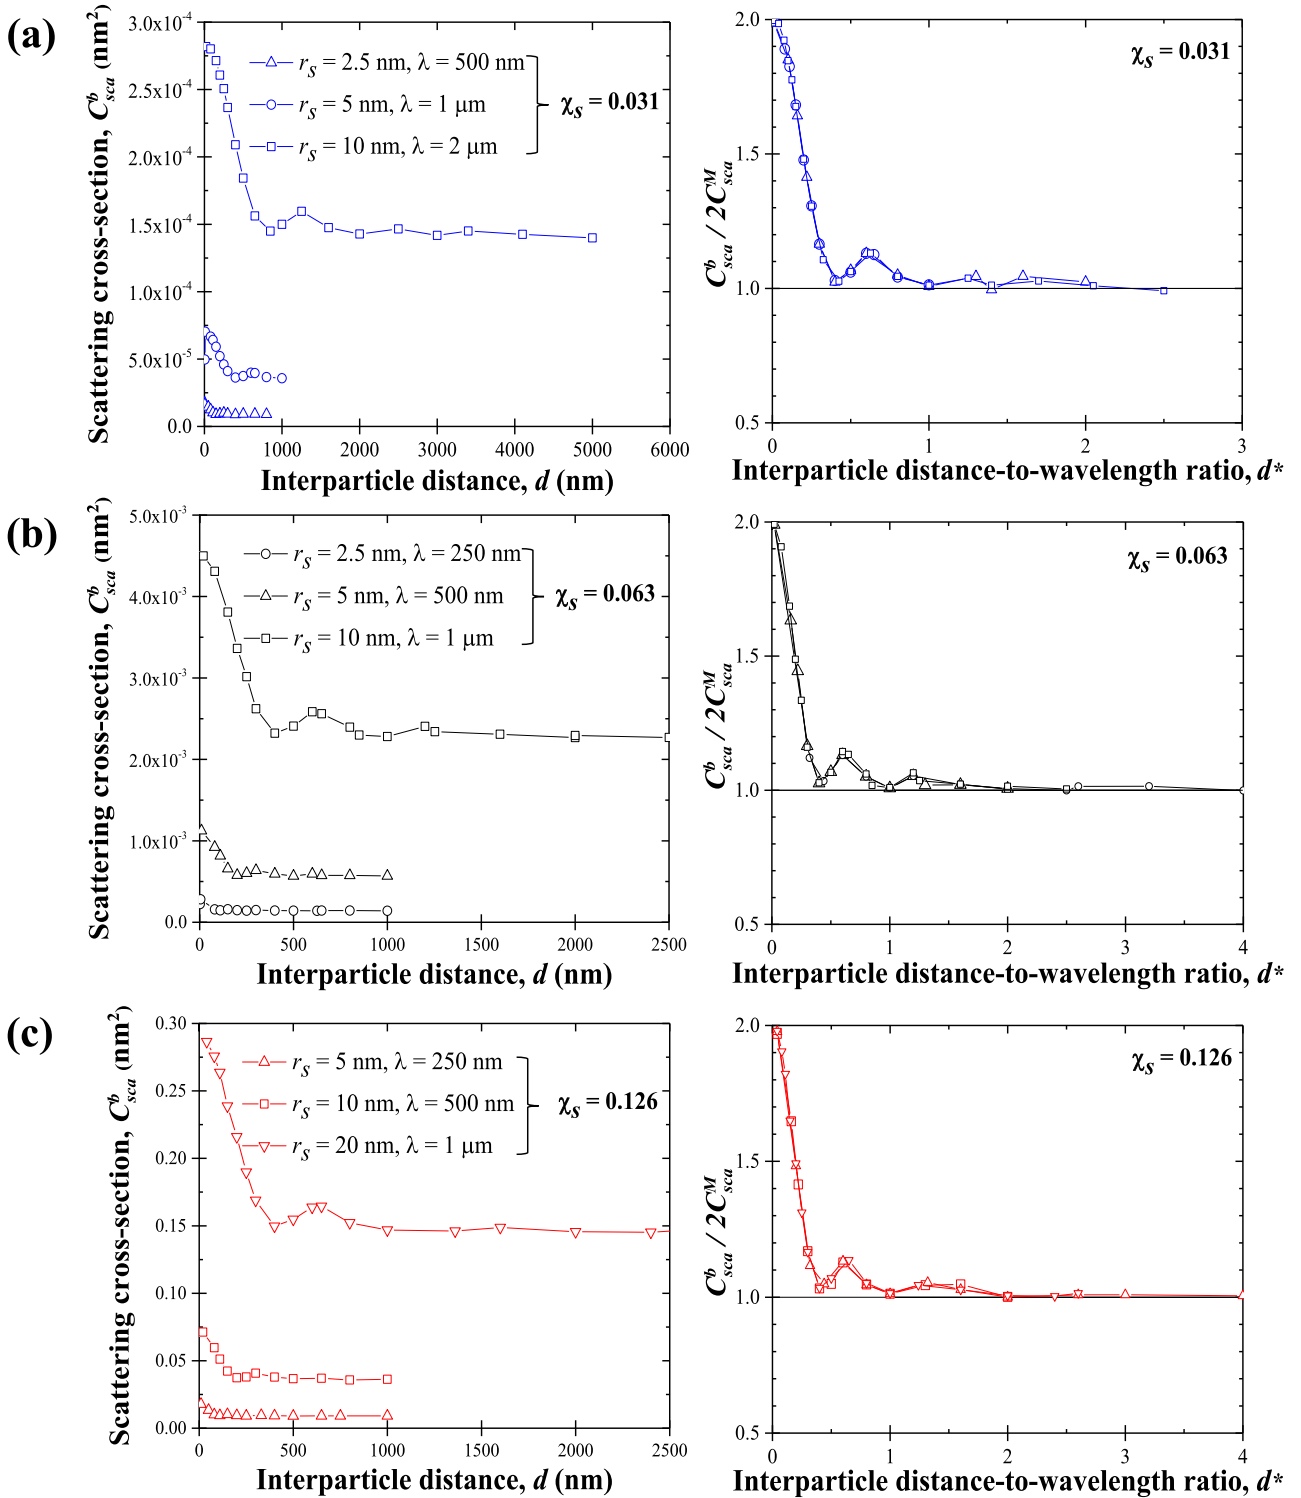 (a)
Scattering cross-section, C^b_sca (nm²)
3.0x10⁻⁴
2.5x10⁻⁴
2.0x10⁻⁴
1.5x10⁻⁴
1.0x10⁻⁴
5.0x10⁻⁵
0.0
r_S = 2.5 nm, λ = 500 nm
r_S = 5 nm, λ = 1 μm
r_S = 10 nm, λ = 2 μm
χ_S = 0.031
0 1000 2000 3000 4000 5000 6000
Interparticle distance, d (nm)
C^b_sca / 2C^M_sca
2.0
1.5
1.0
0.5
χ_S = 0.031
0 1 2 3
Interparticle distance-to-wavelength ratio, d*
(b)
Scattering cross-section, C^b_sca (nm²)
5.0x10⁻³
4.0x10⁻³
3.0x10⁻³
2.0x10⁻³
1.0x10⁻³
0.0
r_S = 2.5 nm, λ = 250 nm
r_S = 5 nm, λ = 500 nm
r_S = 10 nm, λ = 1 μm
χ_S = 0.063
0 500 1000 1500 2000 2500
Interparticle distance, d (nm)
C^b_sca / 2C^M_sca
2.0
1.5
1.0
0.5
χ_S = 0.063
0 1 2 3 4
Interparticle distance-to-wavelength ratio, d*
(c)
Scattering cross-section, C^b_sca (nm²)
0.30
0.25
0.20
0.15
0.10
0.05
0.00
r_S = 5 nm, λ = 250 nm
r_S = 10 nm, λ = 500 nm
r_S = 20 nm, λ = 1 μm
χ_S = 0.126
0 500 1000 1500 2000 2500
Interparticle distance, d (nm)
C^b_sca / 2C^M_sca
2.0
1.5
1.0
0.5
χ_S = 0.126
0 1 2 3 4
Interparticle distance-to-wavelength ratio, d*